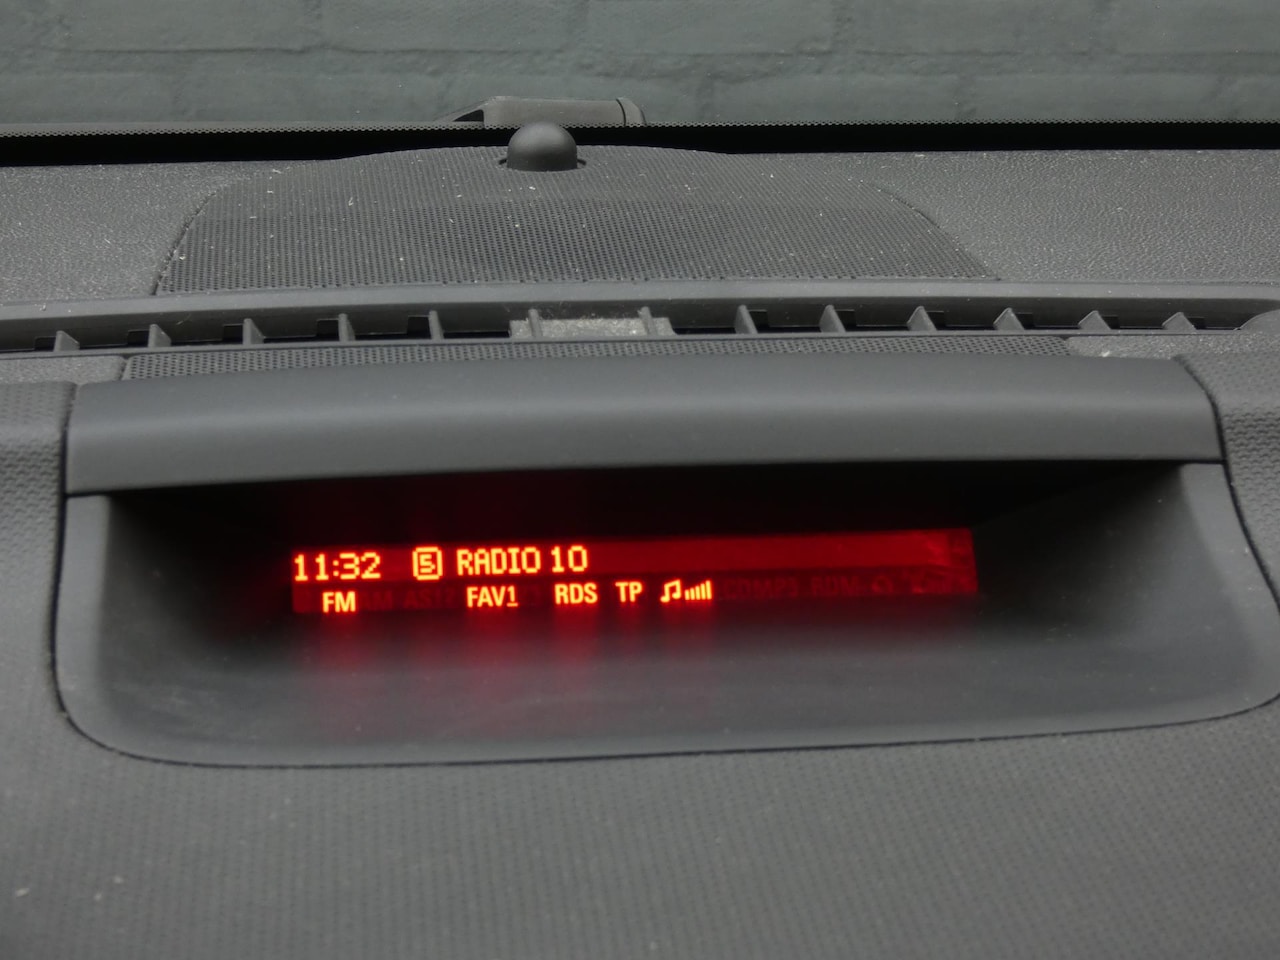 11:32 5 RADIO 10
FM FAV1 RDS TP